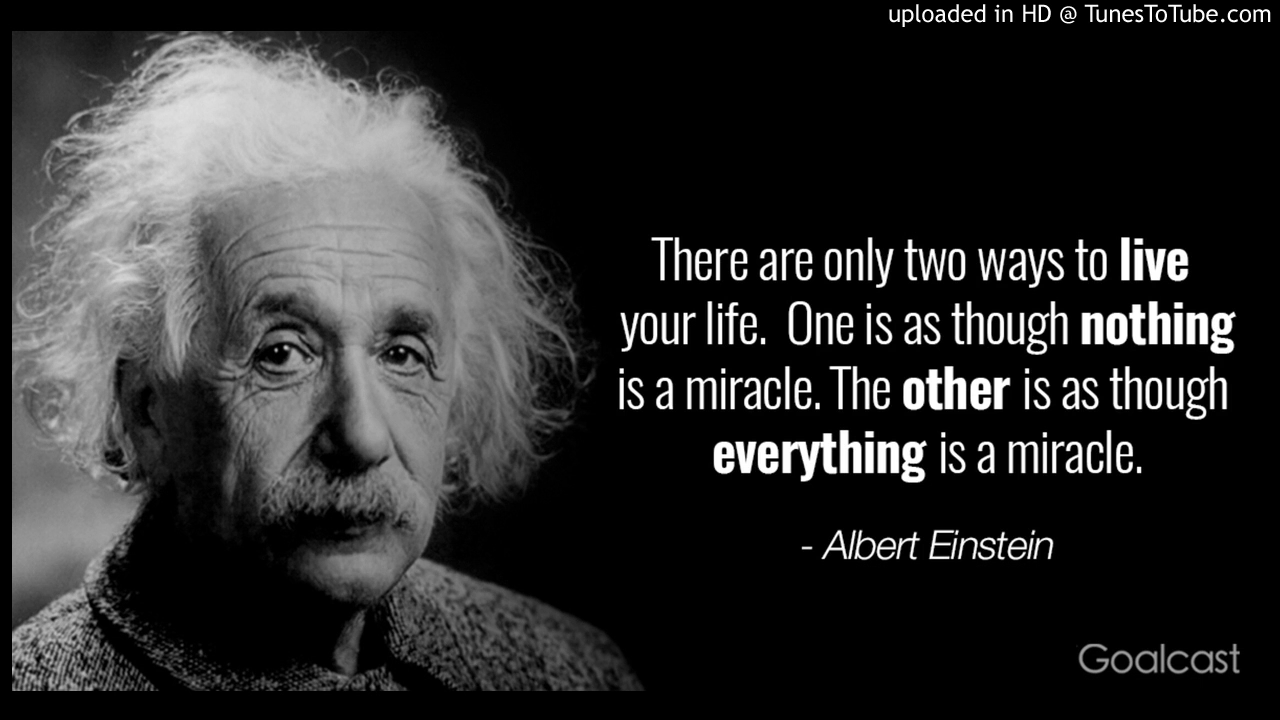 uploaded in HD @ TunesToTube.com
There are only two ways to live
your life. One is as though nothing
is a miracle. The other is as though
everything is a miracle.
- Albert Einstein
Goalcast